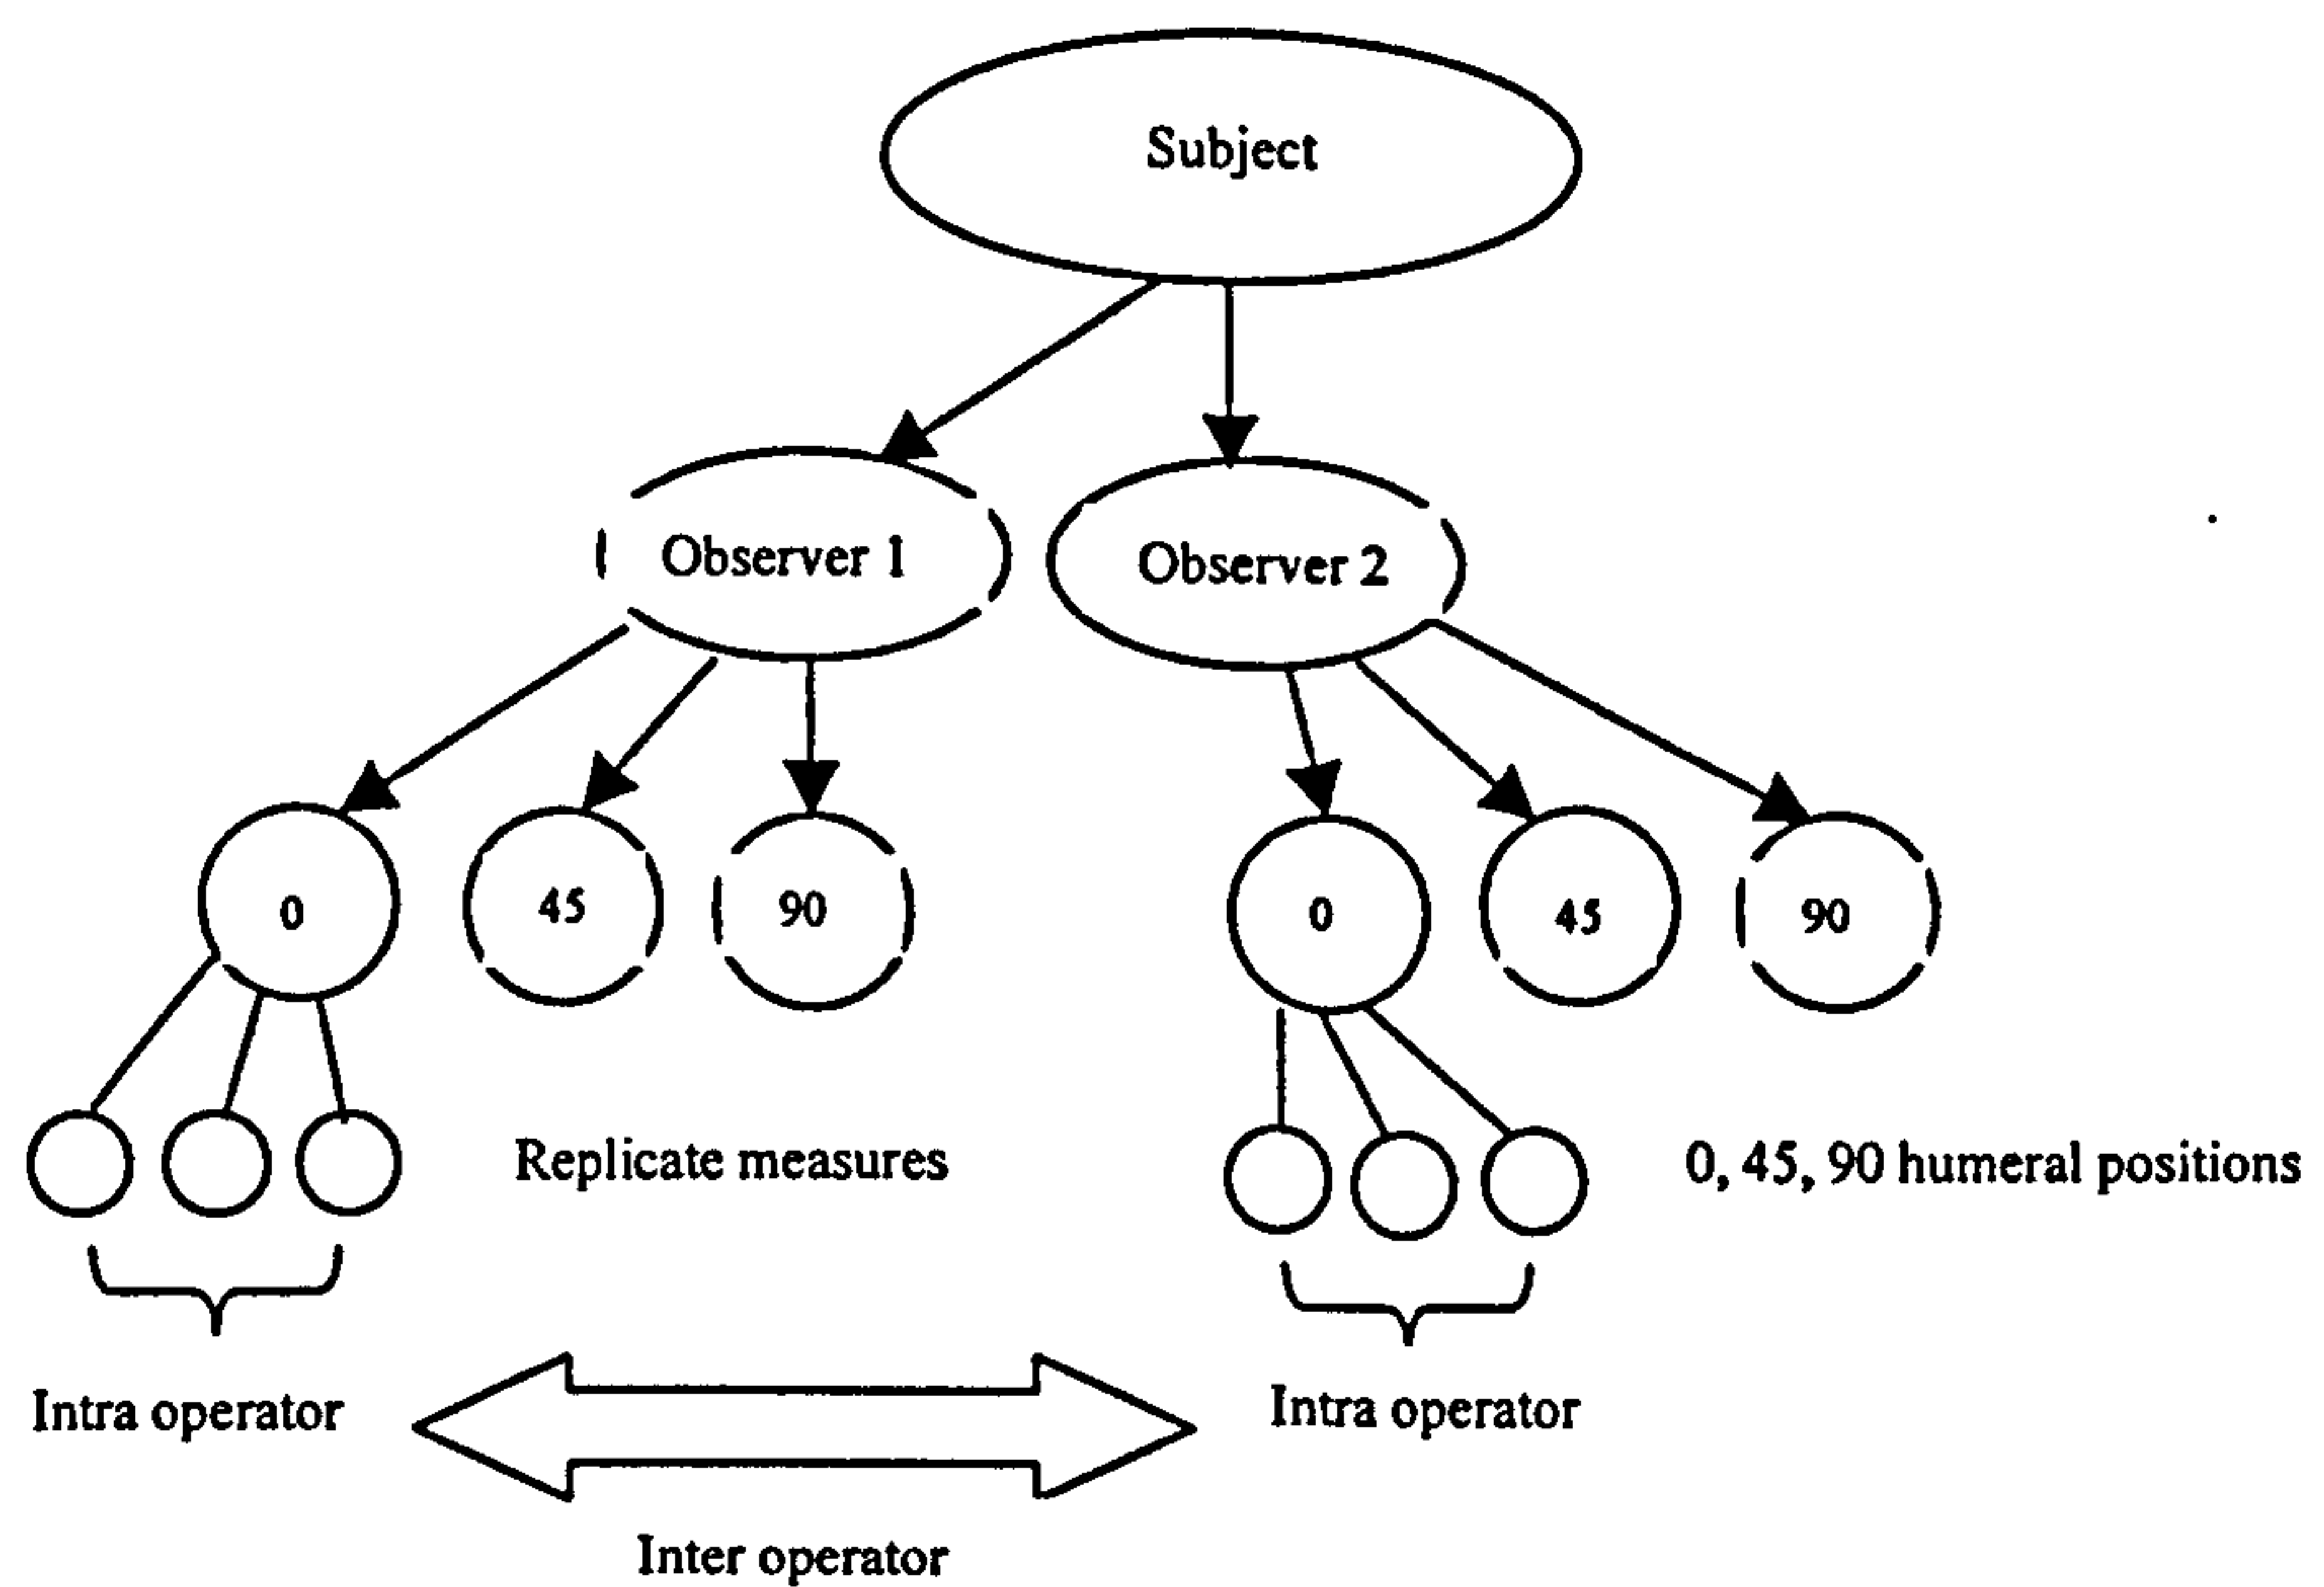 Subject
Observer 1
Observer 2
0
45
90
0
45
90
Replicate measures
0, 45, 90 humeral positions
Intra operator
Intra operator
Inter operator